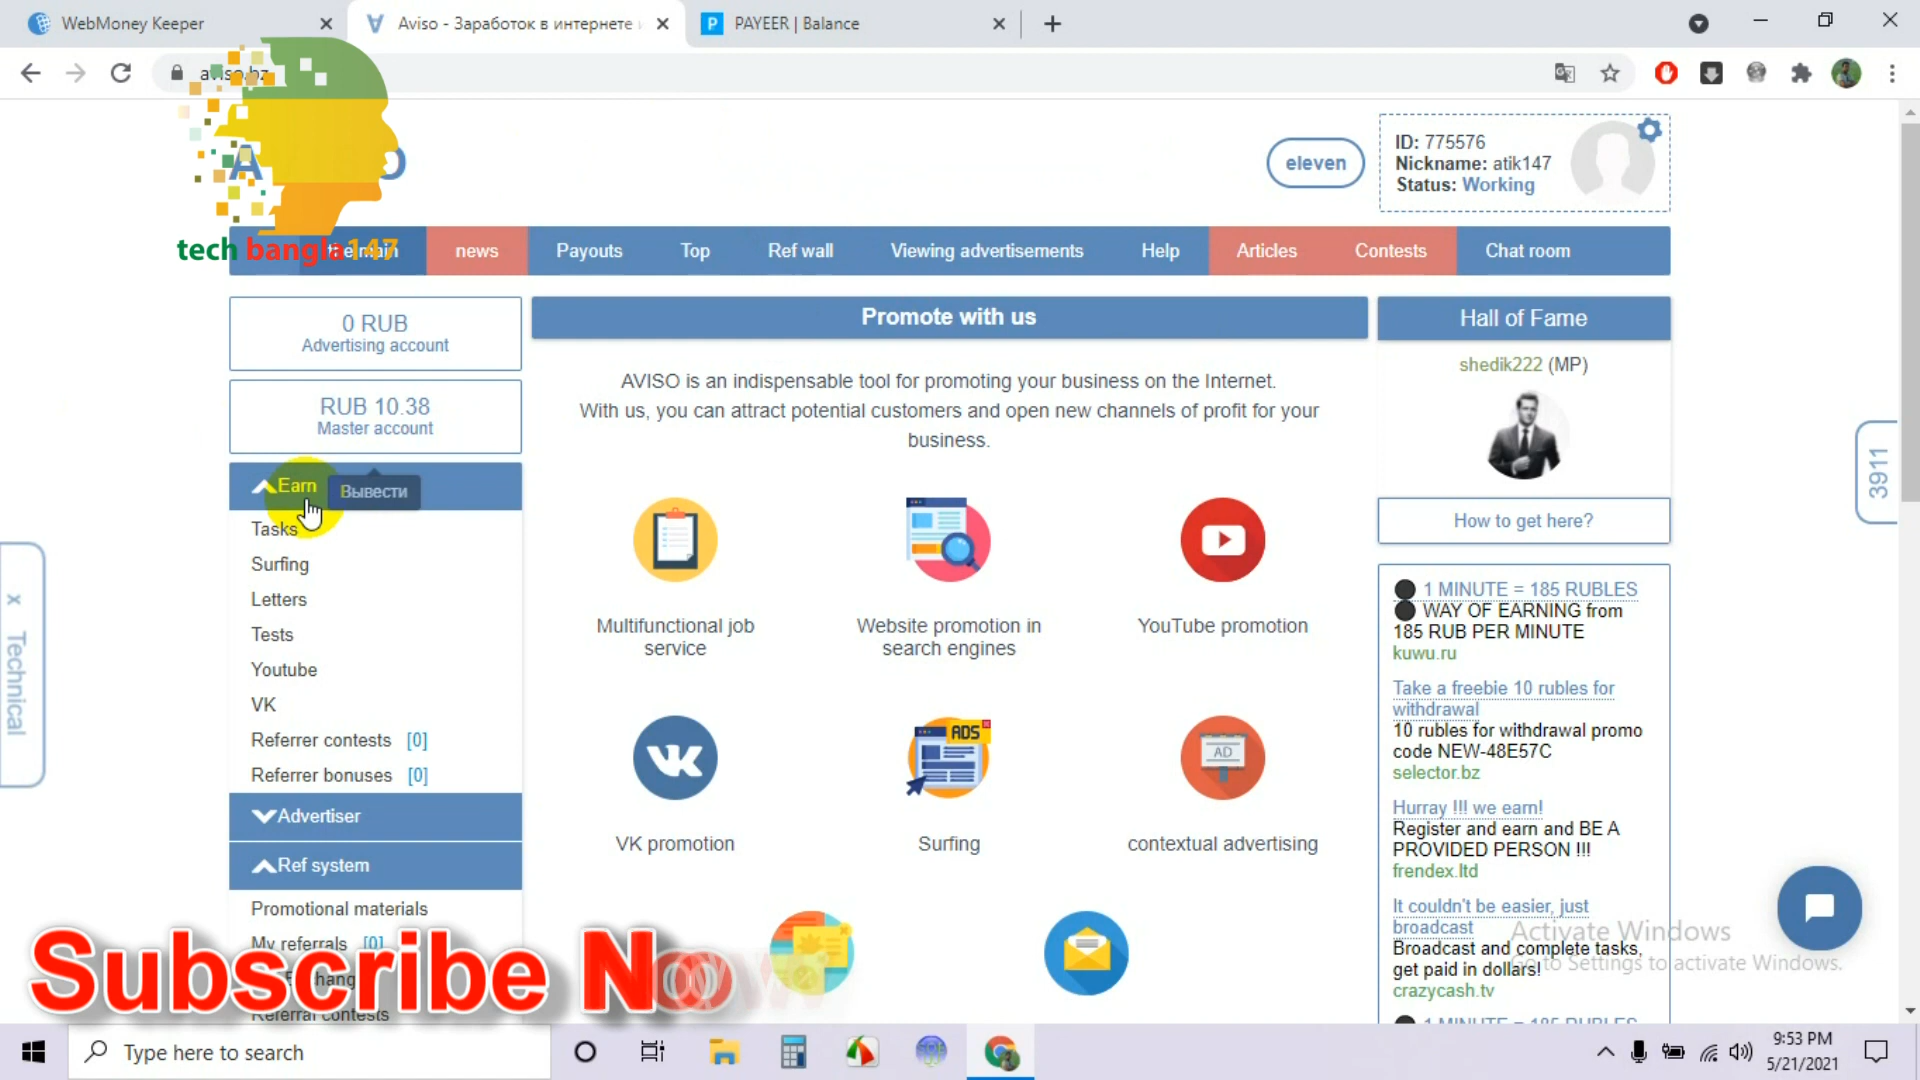 WebMoney Keeper
Aviso - Заработок в интернете
PAYEER | Balance
aviso.bz
eleven
ID: 775576
Nickname: atik147
Status: Working
tech bangla147
the main
news
Payouts
Top
Ref wall
Viewing advertisements
Help
Articles
Contests
Chat room
0 RUB
Advertising account
RUB 10.38
Master account
Earn
Вывести
Tasks
Surfing
Letters
Tests
Youtube
VK
Referrer contests [0]
Referrer bonuses [0]
Advertiser
Ref system
Promotional materials
My referrals [0]
Referral contests
Promote with us
AVISO is an indispensable tool for promoting your business on the Internet.
With us, you can attract potential customers and open new channels of profit for your
business.
Multifunctional job
service
Website promotion in
search engines
YouTube promotion
VK promotion
ADS
Surfing
AD
contextual advertising
Hall of Fame
shedik222 (MP)
How to get here?
1 MINUTE = 185 RUBLES
WAY OF EARNING from
185 RUB PER MINUTE
kuwu.ru
Take a freebie 10 rubles for
withdrawal
10 rubles for withdrawal promo
code NEW-48E57C
selector.bz
Hurray !!! we earn!
Register and earn and BE A
PROVIDED PERSON !!!
frendex.ltd
It couldn't be easier, just
broadcast
Broadcast and complete tasks,
get paid in dollars!
crazycash.tv
1 MINUTE = 185 RUBLES
3911
x Technical
Activate Windows
Go to Settings to activate Windows.
Subscribe Now
Type here to search
9:53 PM
5/21/2021